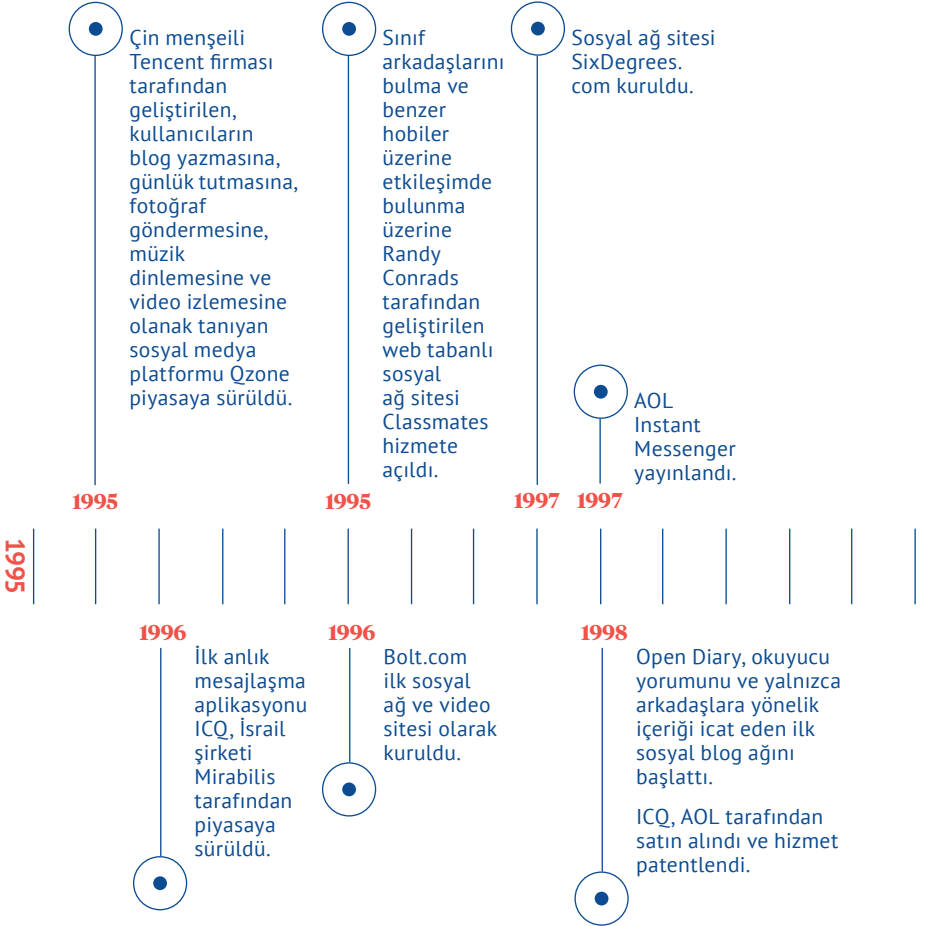 Çin menşeili
Tencent firması
tarafından
geliştirilen,
kullanıcıların
blog yazmasına,
günlük tutmasına,
fotoğraf
göndermesine,
müzik
dinlemesine ve
video izlemesine
olanak tanıyan
sosyal medya
platformu Qzone
piyasaya sürüldü.
1995
Sınıf
arkadaşlarını
bulma ve
benzer
hobiler
üzerine
etkileşimde
bulunma
üzerine
Randy
Conrads
tarafından
geliştirilen
web tabanlı
sosyal
ağ sitesi
Classmates
hizmete
açıldı.
1995
Sosyal ağ sitesi
SixDegrees.
com kuruldu.
1997
AOL
Instant
Messenger
yayınlandı.
1997
1995
1996
İlk anlık
mesajlaşma
aplikasyonu
ICQ, İsrail
şirketi
Mirabilis
tarafından
piyasaya
sürüldü.
1996
Bolt.com
ilk sosyal
ağ ve video
sitesi olarak
kuruldu.
1998
Open Diary, okuyucu
yorumunu ve yalnızca
arkadaşlara yönelik
içeriği icat eden ilk
sosyal blog ağını
başlattı.
ICQ, AOL tarafından
satın alındı ve hizmet
patentlendi.